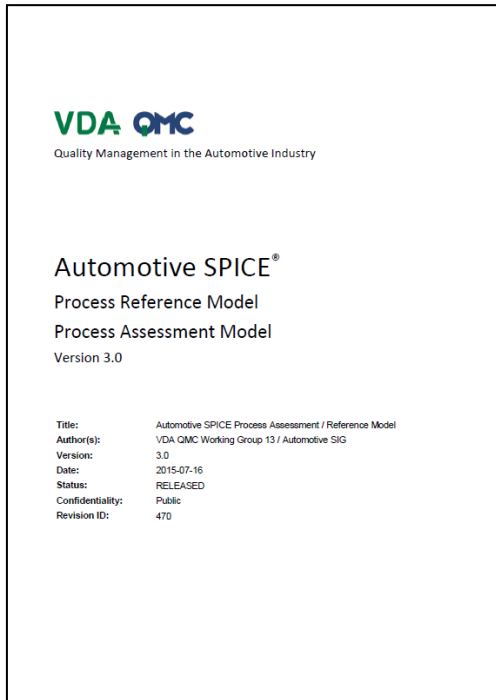 VDA QMC
Quality Management in the Automotive Industry
Automotive SPICE®
Process Reference Model
Process Assessment Model
Version 3.0
Title: Automotive SPICE Process Assessment / Reference Model
Author(s): VDA QMC Working Group 13 / Automotive SIG
Version: 3.0
Date: 2015-07-16
Status: RELEASED
Confidentiality: Public
Revision ID: 470